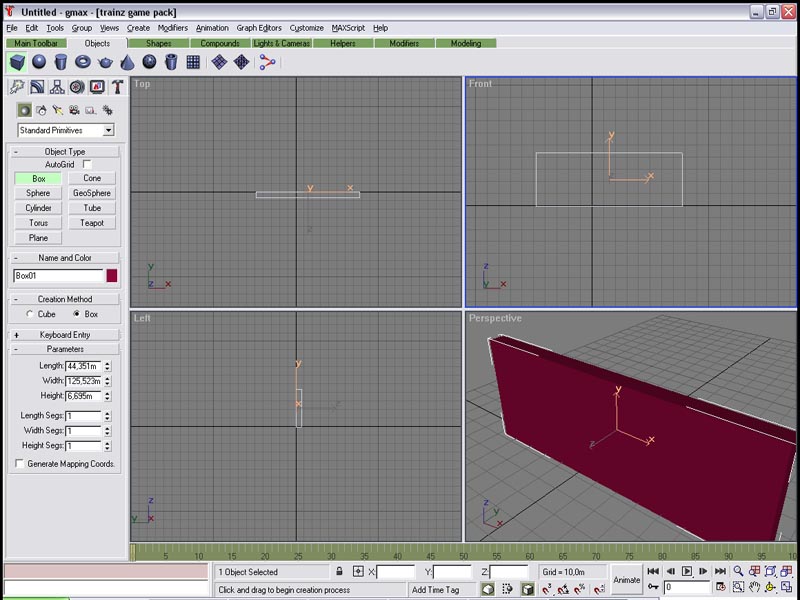 Untitled - gmax - [trainz game pack]
File Edit Tools Group Views Create Modifiers Animation Graph Editors Customize MAXScript Help
Main Toolbar Objects Shapes Compounds Lights & Cameras Helpers Modifiers Modeling
Standard Primitives
- Object Type
AutoGrid
Box Cone
Sphere GeoSphere
Cylinder Tube
Torus Teapot
Plane
- Name and Color
Box01
- Creation Method
Cube Box
+ Keyboard Entry
- Parameters
Length: 44,351m
Width: 125,523m
Height: 6,695m
Length Segs: 1
Width Segs: 1
Height Segs: 1
Generate Mapping Coords.
Top
y x
z
y
z x
Front
y
x
z
y x
Left
y
x z
z
y x
Perspective
y
x
z
z
y
x
5 10 15 20 25 30 35 40 45 50 55 60 65 70 75 80 85 90 95
1 Object Selected X: Y: Z: Grid = 10,0m
Click and drag to begin creation process Add Time Tag
Animate
0